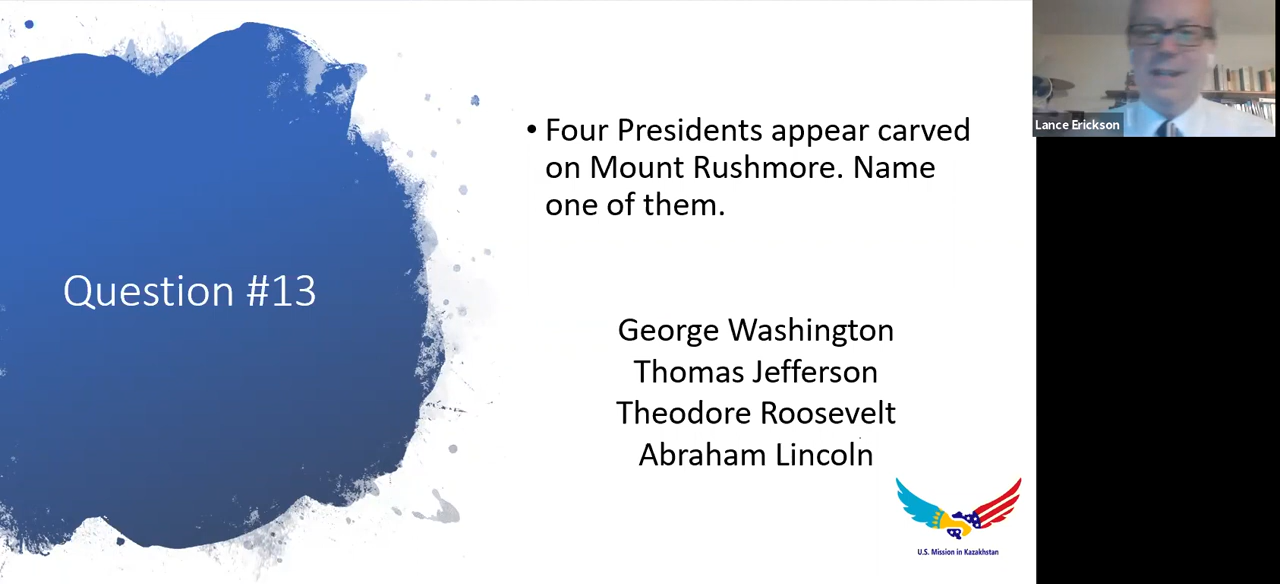 Question #13
• Four Presidents appear carved
on Mount Rushmore. Name
one of them.
George Washington
Thomas Jefferson
Theodore Roosevelt
Abraham Lincoln
U.S. Mission in Kazakhstan
Lance Erickson